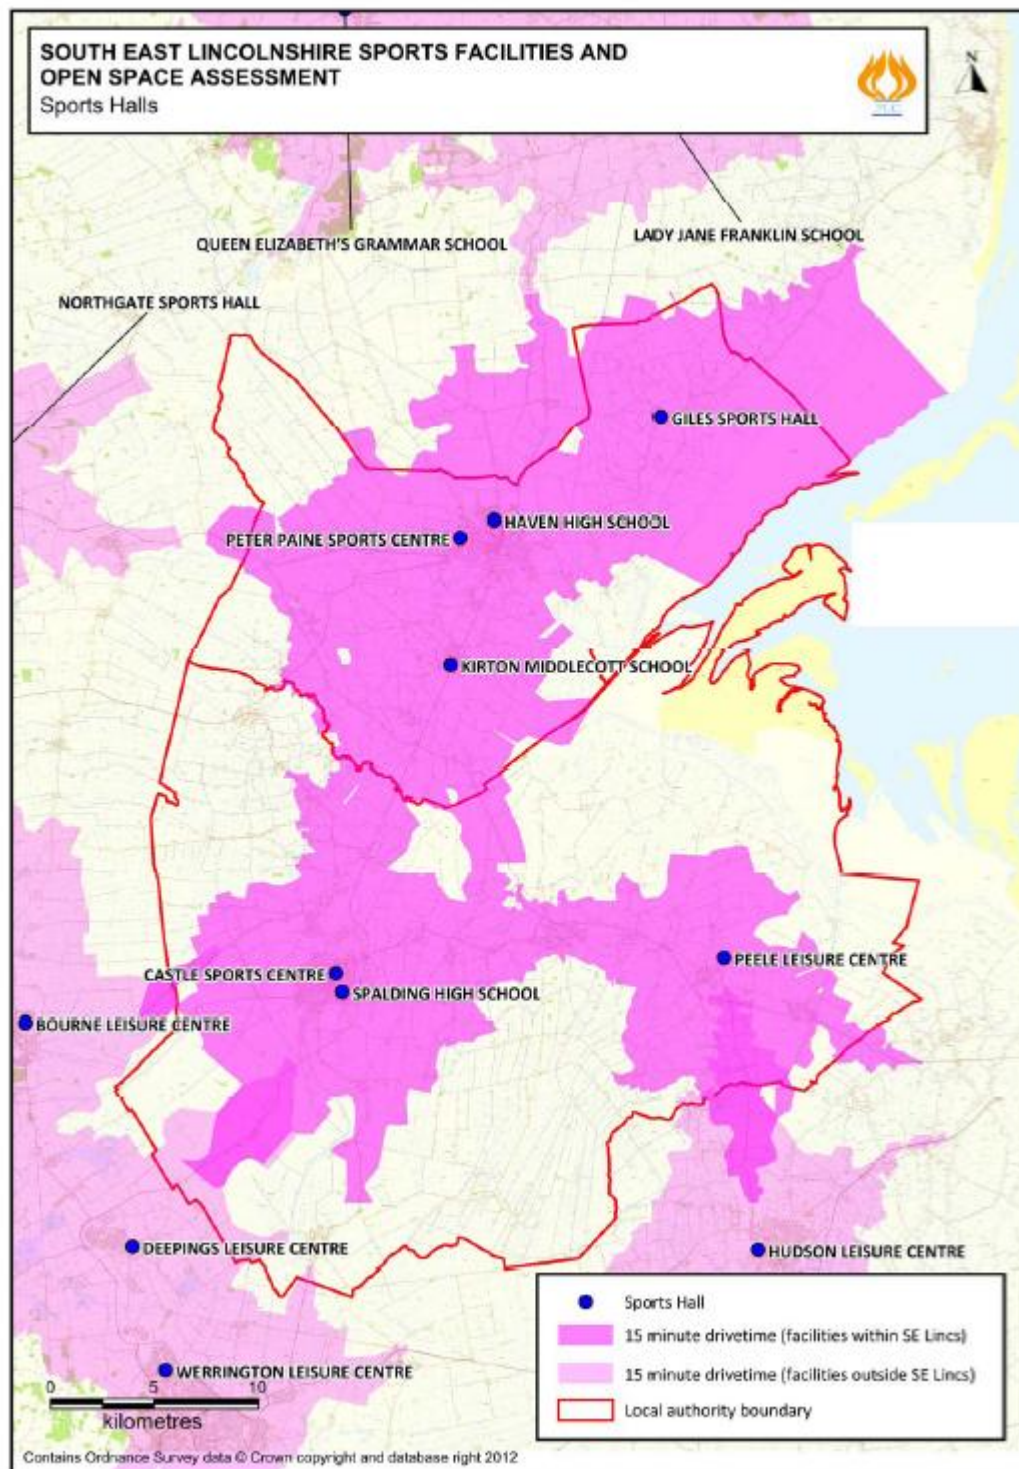 SOUTH EAST LINCOLNSHIRE SPORTS FACILITIES AND
OPEN SPACE ASSESSMENT
Sports Halls
N
QUEEN ELIZABETH'S GRAMMAR SCHOOL
LADY JANE FRANKLIN SCHOOL
NORTHGATE SPORTS HALL
GILES SPORTS HALL
HAVEN HIGH SCHOOL
PETER PAINE SPORTS CENTRE
KIRTON MIDDLECOTT SCHOOL
PEELE LEISURE CENTRE
CASTLE SPORTS CENTRE
SPALDING HIGH SCHOOL
BOURNE LEISURE CENTRE
DEEPINGS LEISURE CENTRE
HUDSON LEISURE CENTRE
WERRINGTON LEISURE CENTRE
Sports Hall
15 minute drivetime (facilities within SE Lincs)
15 minute drivetime (facilities outside SE Lincs)
Local authority boundary
0 5 10
kilometres
Contains Ordnance Survey data © Crown copyright and database right 2012